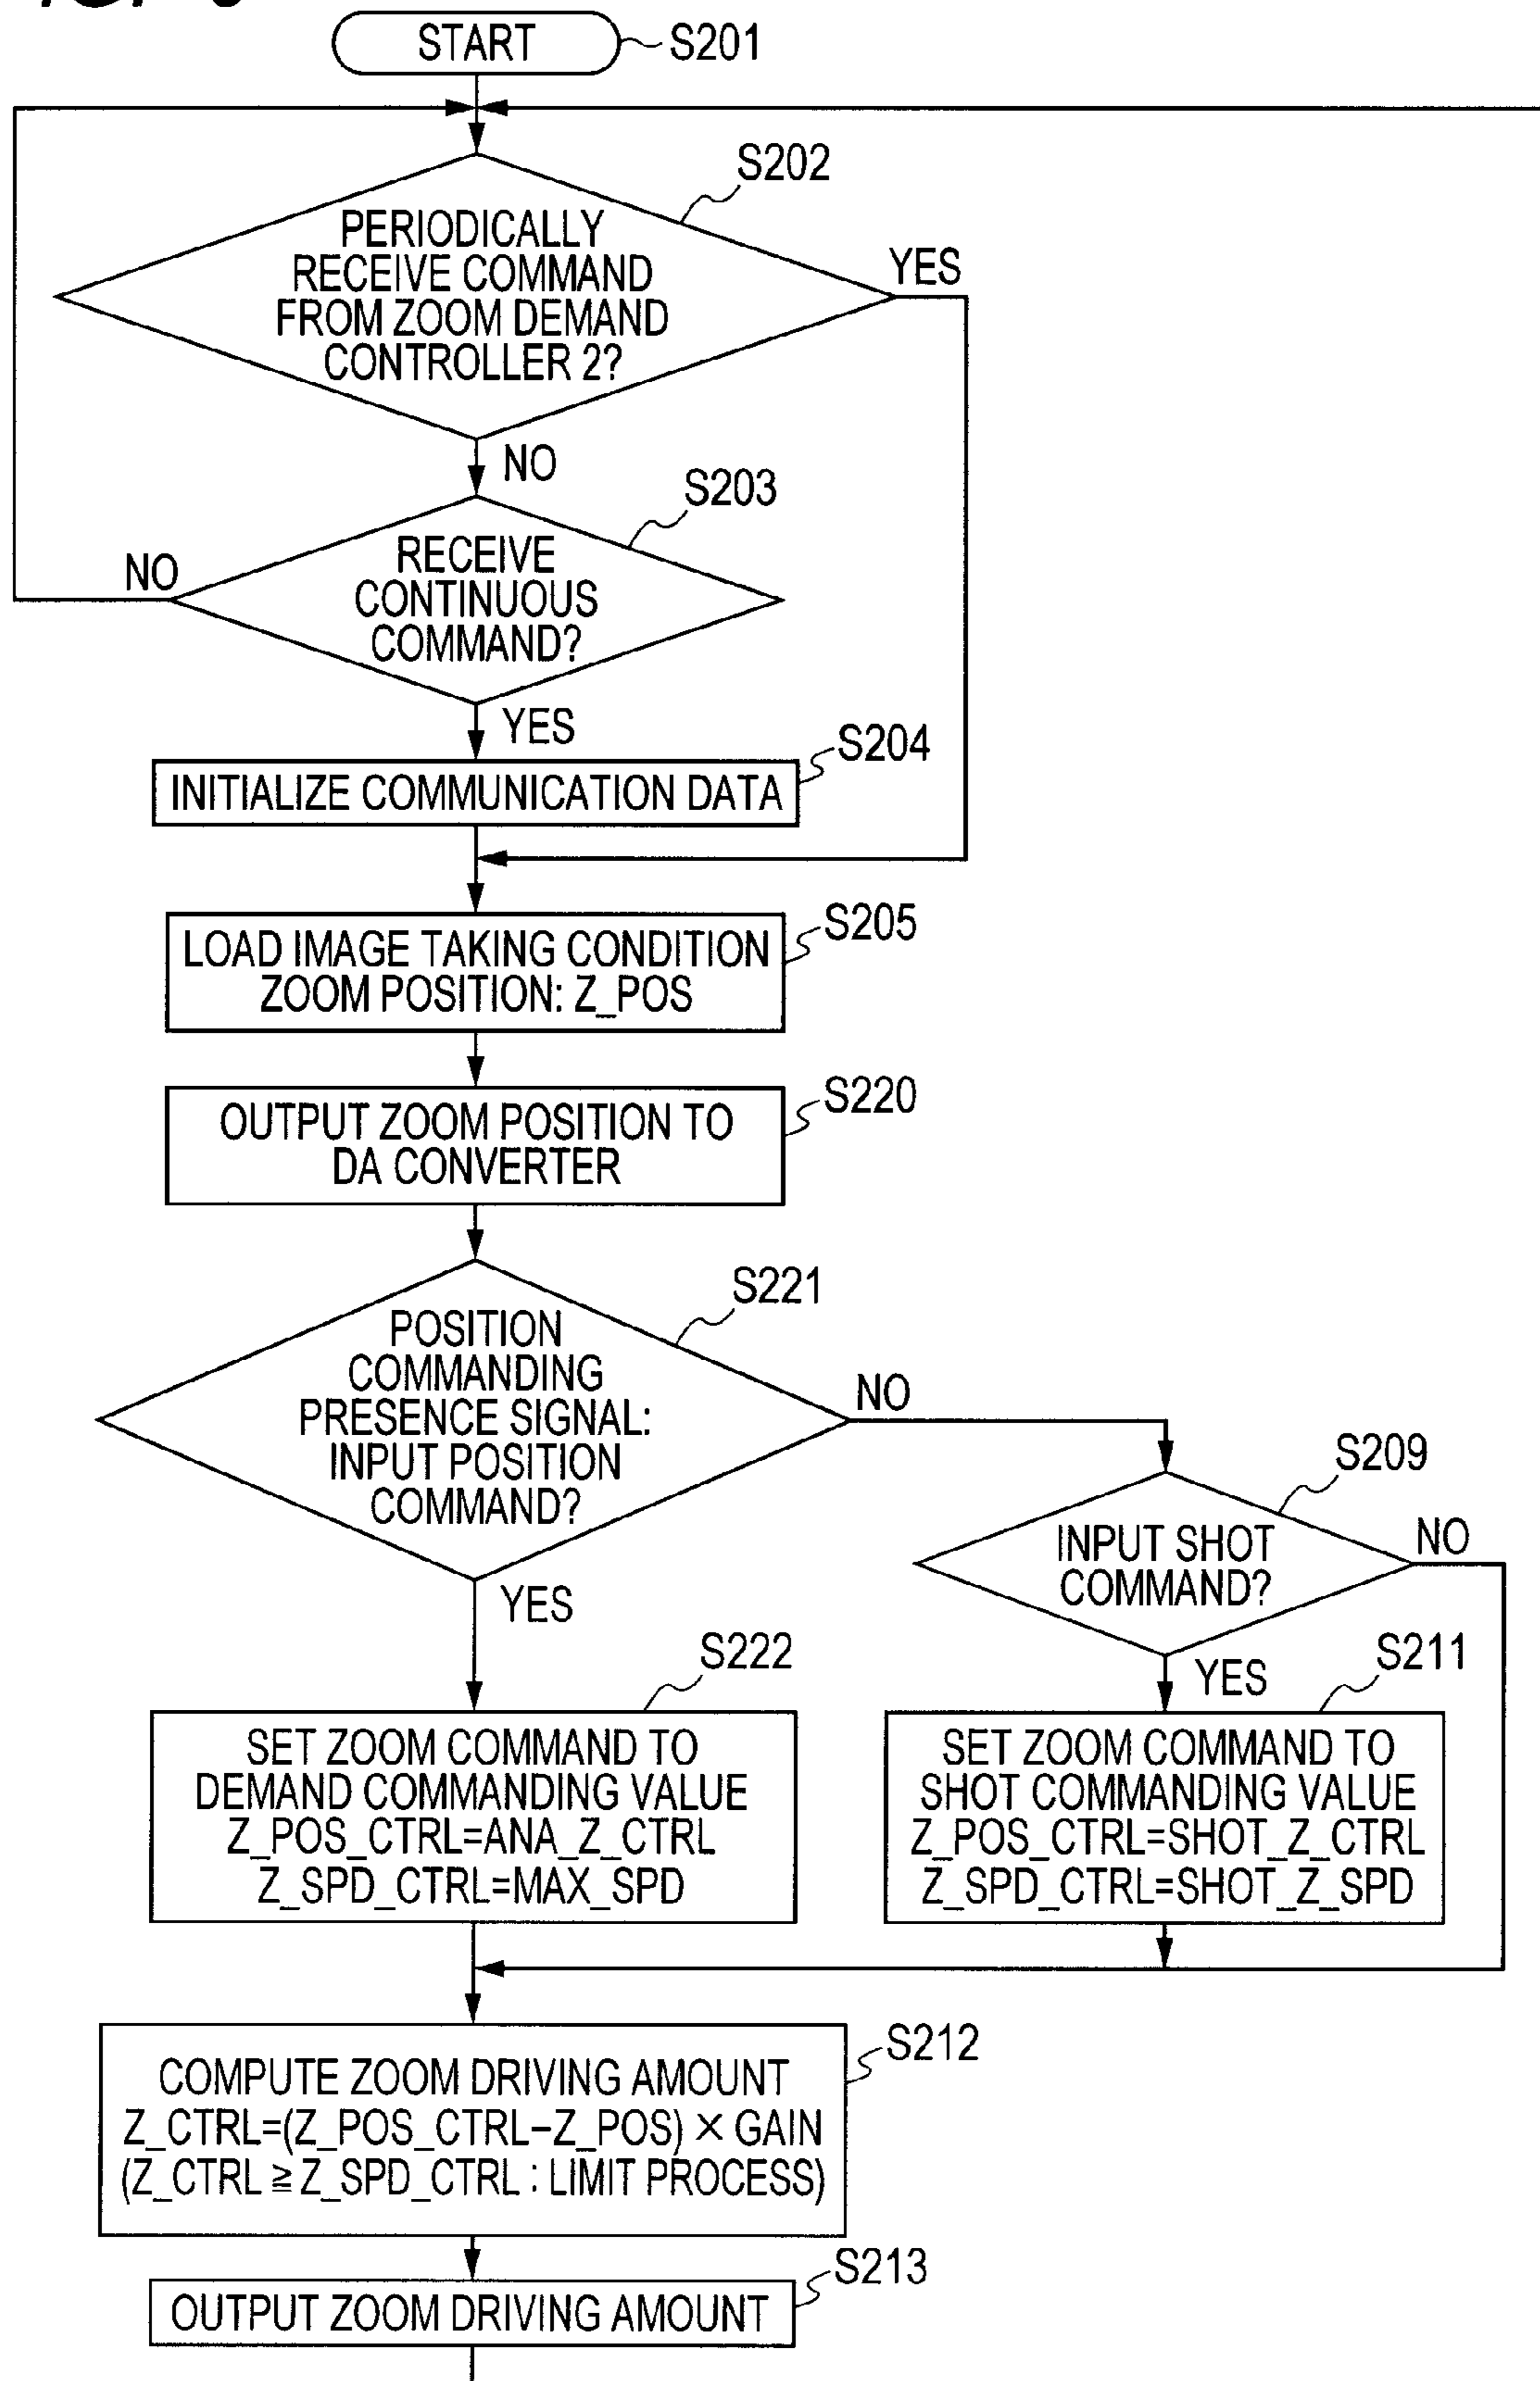 START
S201
S202
PERIODICALLY
RECEIVE COMMAND
FROM ZOOM DEMAND
CONTROLLER 2?
YES
NO
S203
RECEIVE
CONTINUOUS
COMMAND?
NO
YES
S204
INITIALIZE COMMUNICATION DATA
S205
LOAD IMAGE TAKING CONDITION
ZOOM POSITION: Z_POS
S220
OUTPUT ZOOM POSITION TO
DA CONVERTER
S221
POSITION
COMMANDING
PRESENCE SIGNAL:
INPUT POSITION
COMMAND?
NO
YES
S209
INPUT SHOT
COMMAND?
NO
YES
S222
SET ZOOM COMMAND TO
DEMAND COMMANDING VALUE
Z_POS_CTRL=ANA_Z_CTRL
Z_SPD_CTRL=MAX_SPD
S211
SET ZOOM COMMAND TO
SHOT COMMANDING VALUE
Z_POS_CTRL=SHOT_Z_CTRL
Z_SPD_CTRL=SHOT_Z_SPD
S212
COMPUTE ZOOM DRIVING AMOUNT
Z_CTRL=(Z_POS_CTRL−Z_POS) × GAIN
(Z_CTRL ≧ Z_SPD_CTRL : LIMIT PROCESS)
S213
OUTPUT ZOOM DRIVING AMOUNT